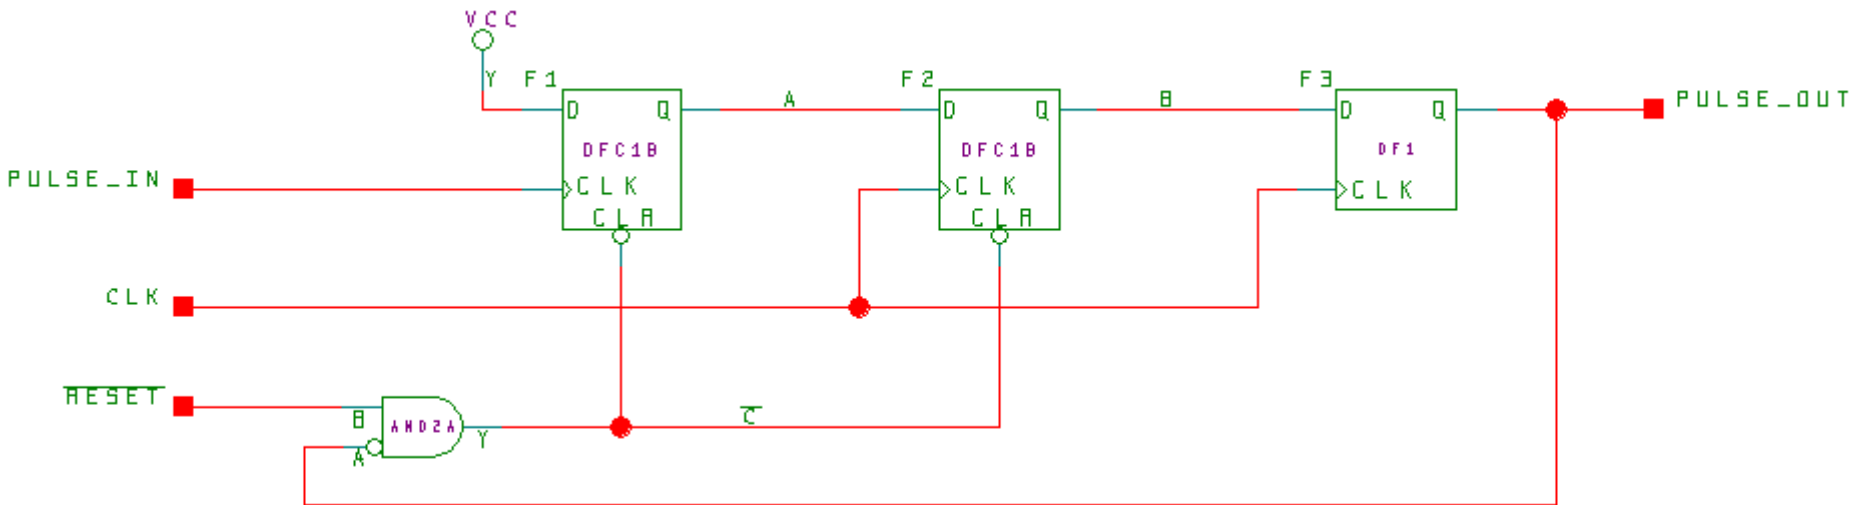 VCC
Y
F1
F2
F3
D Q
A
D Q
B
D Q
PULSE_OUT
DFC1B
DFC1B
DF1
PULSE_IN
CLK
CLK
CLK
CLR
CLR
CLK
RESET
B
AND2A
Y
C
A